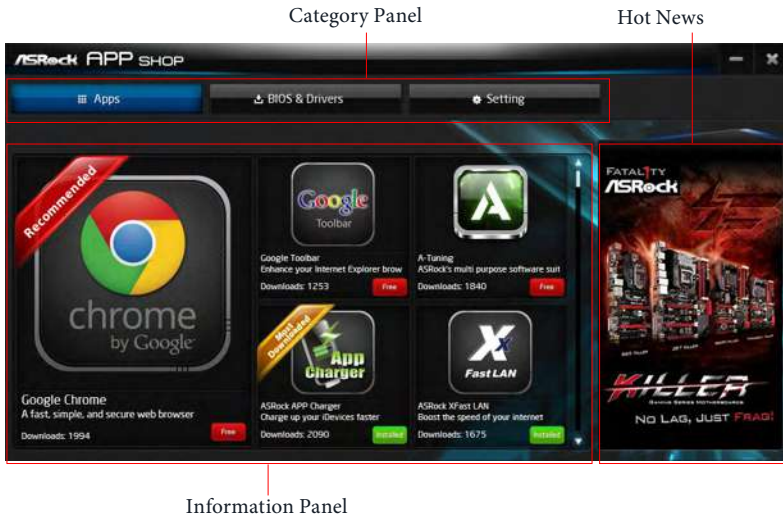 Category Panel
Hot News
ASRock APP SHOP
Apps
BIOS & Drivers
Setting
Recommended
chrome
by Google
Google Chrome
A fast, simple, and secure web browser
Downloads: 1994
Free
Google
Toolbar
Google Toolbar
Enhance your Internet Explorer brow
Downloads: 1253
Free
A-Tuning
ASRock's multi purpose software suit
Downloads: 1840
Free
Most
Downloaded
App
Charger
ASRock APP Charger
Charge up your iDevices faster
Downloads: 2090
Installed
Fast LAN
ASRock XFast LAN
Boost the speed of your internet
Downloads: 1675
Installed
FATAL1TY
ASRock
KILLER
GAMING SERIES MOTHERBOARDS
NO LAG, JUST FRAG!
Information Panel